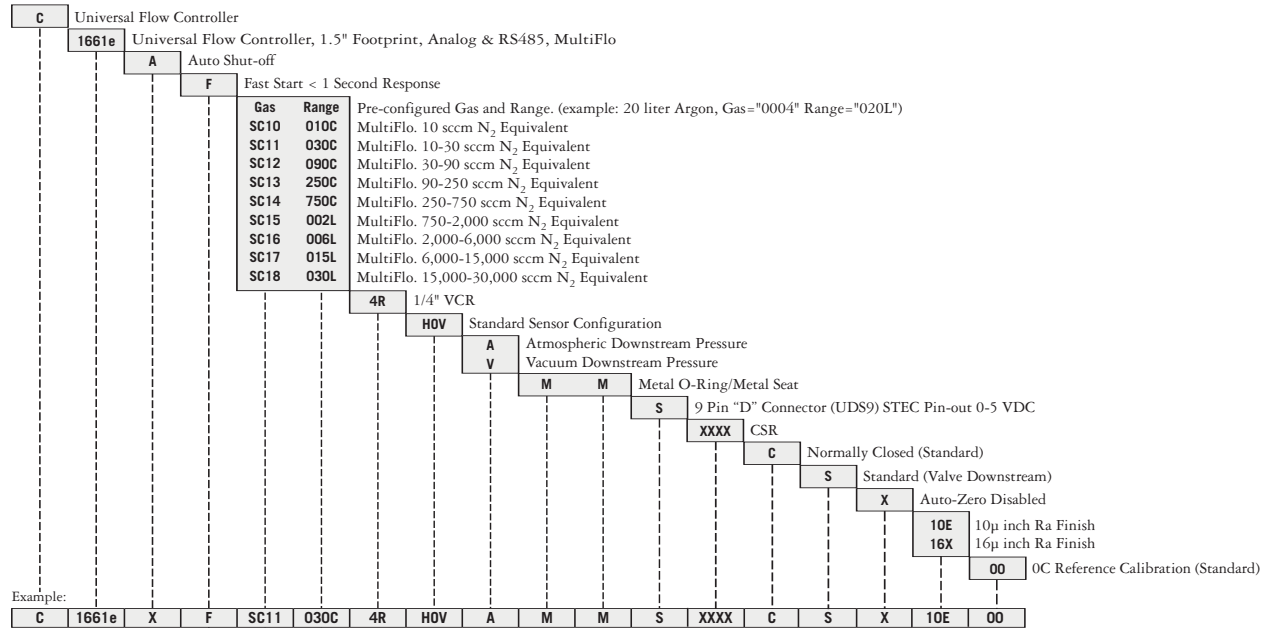 C Universal Flow Controller
1661e Universal Flow Controller, 1.5" Footprint, Analog & RS485, MultiFlo
A Auto Shut-off
F Fast Start < 1 Second Response
Gas Range Pre-configured Gas and Range. (example: 20 liter Argon, Gas="0004" Range="020L")
SC10 010C MultiFlo. 10 sccm N₂ Equivalent
SC11 030C MultiFlo. 10-30 sccm N₂ Equivalent
SC12 090C MultiFlo. 30-90 sccm N₂ Equivalent
SC13 250C MultiFlo. 90-250 sccm N₂ Equivalent
SC14 750C MultiFlo. 250-750 sccm N₂ Equivalent
SC15 002L MultiFlo. 750-2,000 sccm N₂ Equivalent
SC16 006L MultiFlo. 2,000-6,000 sccm N₂ Equivalent
SC17 015L MultiFlo. 6,000-15,000 sccm N₂ Equivalent
SC18 030L MultiFlo. 15,000-30,000 sccm N₂ Equivalent
4R 1/4" VCR
HOV Standard Sensor Configuration
A Atmospheric Downstream Pressure
V Vacuum Downstream Pressure
M M Metal O-Ring/Metal Seat
S 9 Pin “D” Connector (UDS9) STEC Pin-out 0-5 VDC
XXXX CSR
C Normally Closed (Standard)
S Standard (Valve Downstream)
X Auto-Zero Disabled
10E 10µ inch Ra Finish
16X 16µ inch Ra Finish
00 0C Reference Calibration (Standard)
Example:
C 1661e X F SC11 030C 4R HOV A M M S XXXX C S X 10E 00